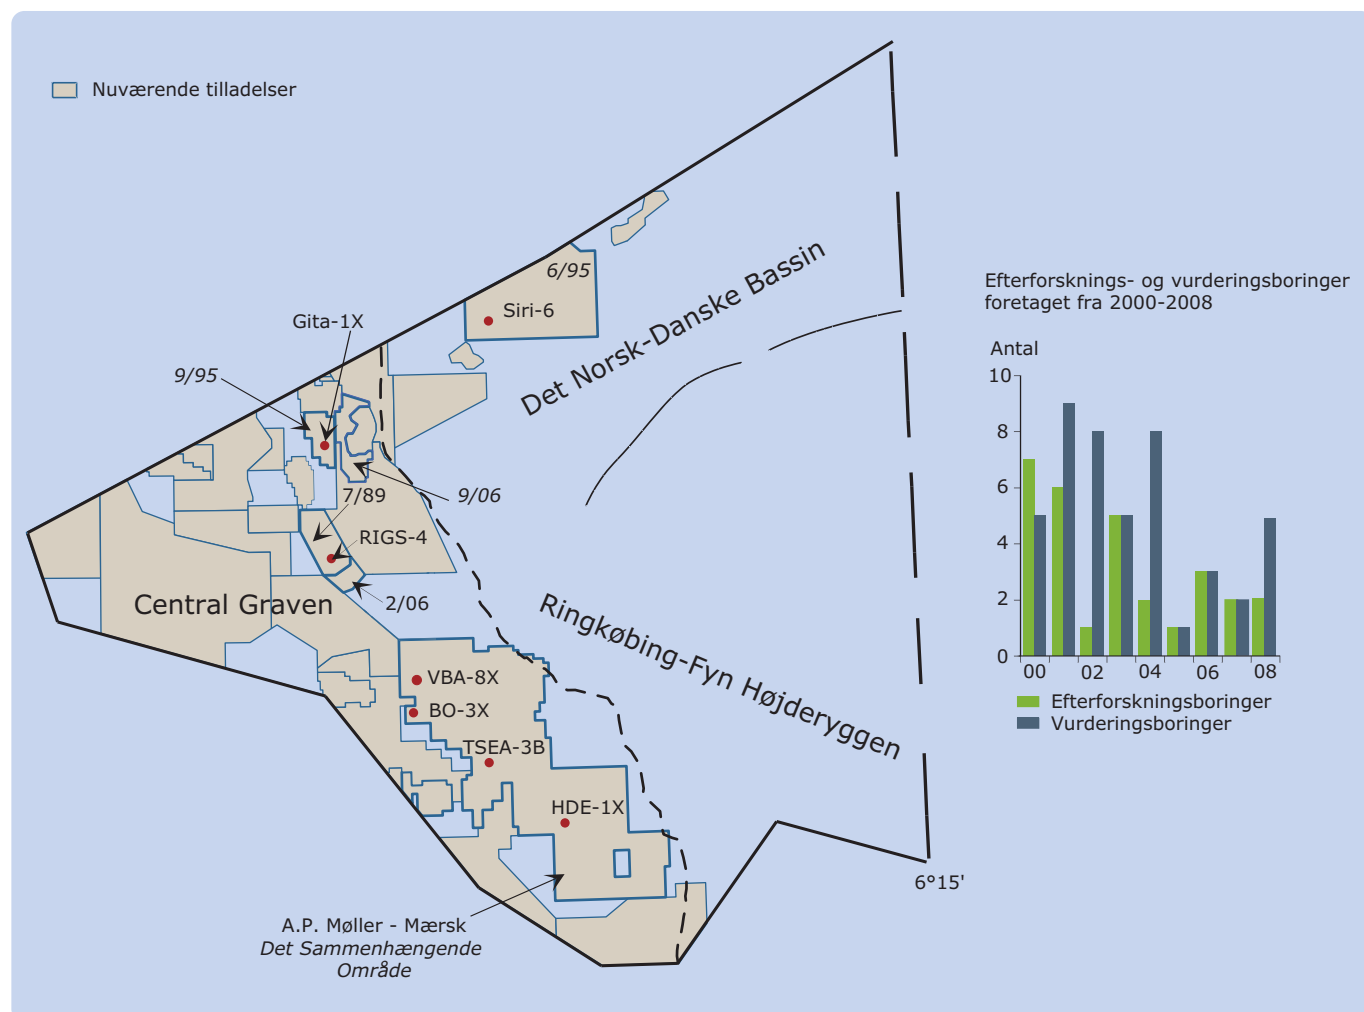 Nuværende tilladelser
6/95
Siri-6
Gita-1X
9/95
Det Norsk-Danske Bassin
9/06
7/89
RIGS-4
2/06
Central Graven
Ringkøbing-Fyn Højderyggen
VBA-8X
BO-3X
TSEA-3B
HDE-1X
6°15'
A.P. Møller - Mærsk
Det Sammenhængende
Område
Efterforsknings- og vurderingsboringer
foretaget fra 2000-2008
Antal
10
8
6
4
2
0
00 02 04 06 08
Efterforskningsboringer
Vurderingsboringer